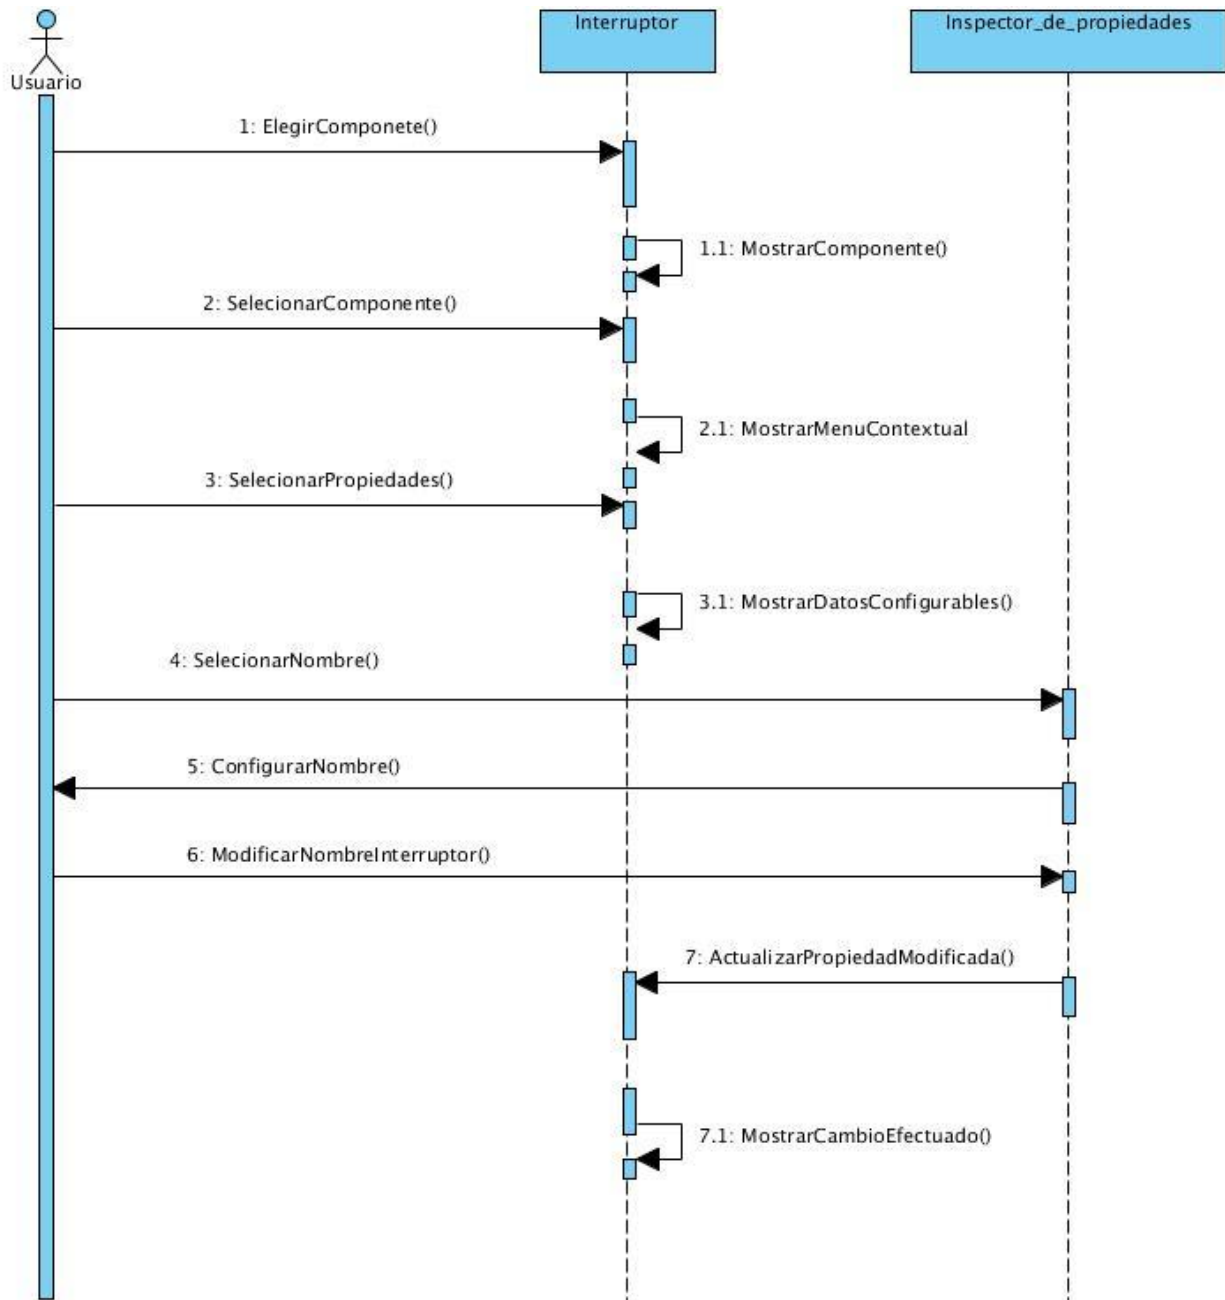 Usuario
Interruptor
Inspector_de_propiedades
1: ElegirComponete()
1.1: MostrarComponente()
2: SelecionarComponente()
2.1: MostrarMenuContextual
3: SelecionarPropiedades()
3.1: MostrarDatosConfigurables()
4: SelecionarNombre()
5: ConfigurarNombre()
6: ModificarNombreInterruptor()
7: ActualizarPropiedadModificada()
7.1: MostrarCambioEfectuado()